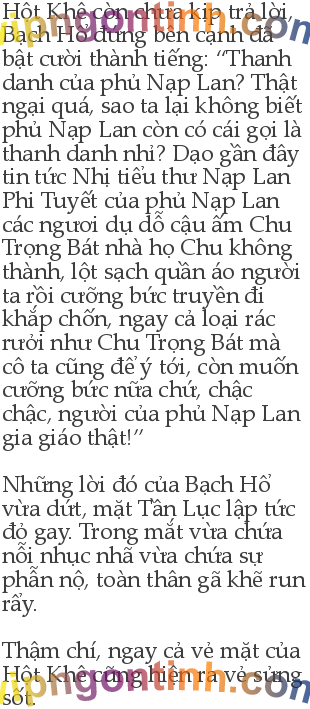 Hột Khê còn chưa kịp trả lời,
vipngontinh.com
Bạch Hổ đứng bên cạnh đã
bật cười thành tiếng: “Thanh
danh của phủ Nạp Lan? Thật
ngại quá, sao ta lại không biết
phủ Nạp Lan còn có cái gọi là
thanh danh nhỉ? Dạo gần đây
tin tức Nhị tiểu thư Nạp Lan
Phi Tuyết của phủ Nạp Lan
các ngươi dụ dỗ cậu ấm Chu
Trọng Bát nhà họ Chu không
thành, lột sạch quần áo người
ta rồi cưỡng bức truyền đi
khắp chốn, ngay cả loại rác
rưởi như Chu Trọng Bát mà
cô ta cũng để ý tới, còn muốn
cưỡng bức nữa chứ, chậc
chậc, người của phủ Nạp Lan
gia giáo thật!”
Những lời đó của Bạch Hổ
vừa dứt, mặt Tần Lục lập tức
đỏ gay. Trong mắt vừa chứa
nỗi nhục nhã vừa chứa sự
phẫn nộ, toàn thân gã khẽ run
rẩy.
Thậm chí, ngay cả vẻ mặt của
Hột Khê cũng hiện ra vẻ sửng
vipngontinh.com
sốt.